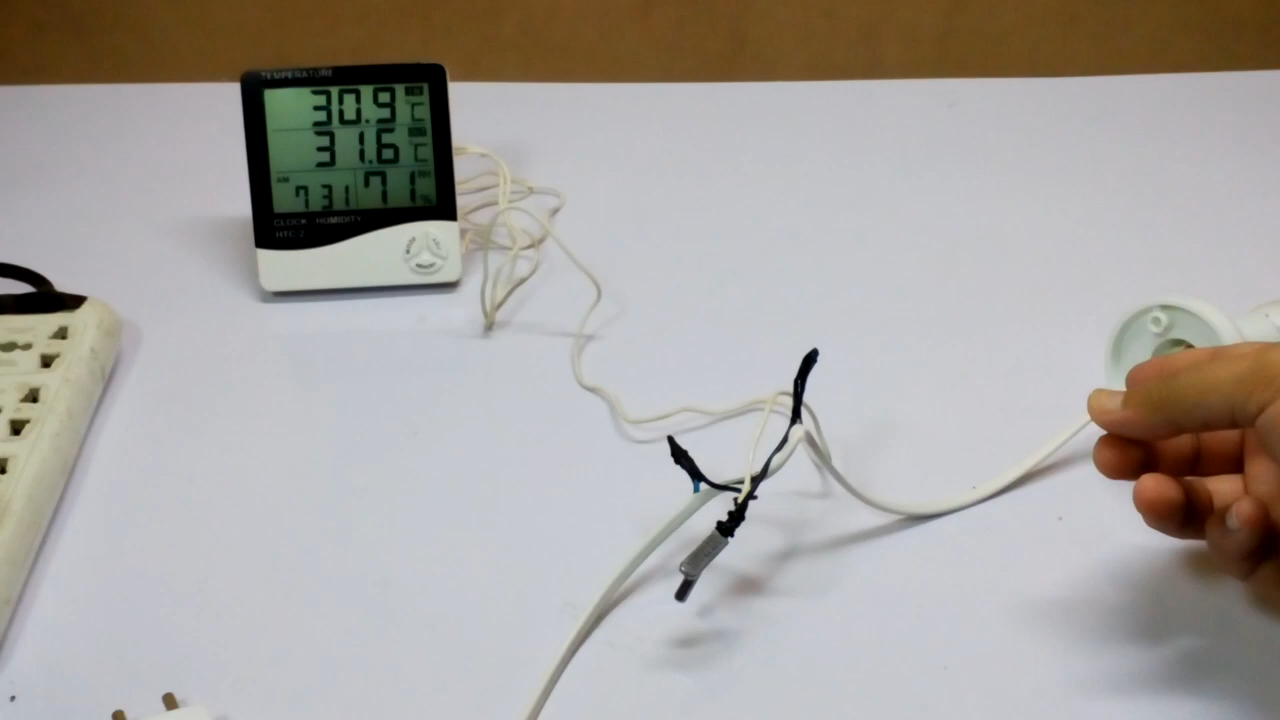 TEMPERATURE
30.9 °C
31.6 °C
AM 7 31 71 %
CLOCK HUMIDITY
HTC-2